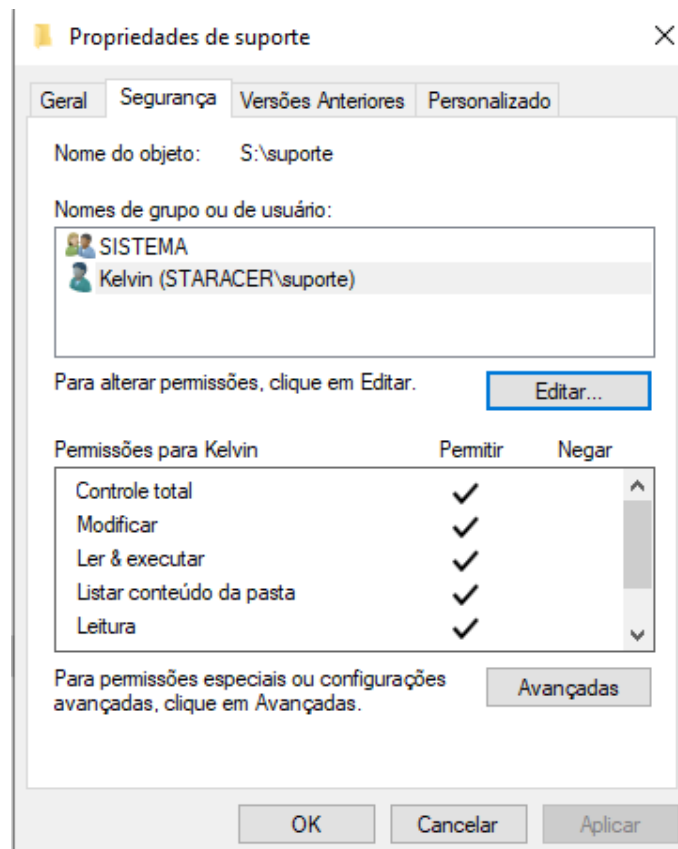 Propriedades de suporte
Geral Segurança Versões Anteriores Personalizado
Nome do objeto: S:\suporte
Nomes de grupo ou de usuário:
SISTEMA
Kelvin (STARACER\suporte)
Para alterar permissões, clique em Editar.
Editar...
Permissões para Kelvin Permitir Negar
Controle total
Modificar
Ler & executar
Listar conteúdo da pasta
Leitura
Para permissões especiais ou configurações
avançadas, clique em Avançadas.
Avançadas
OK Cancelar Aplicar